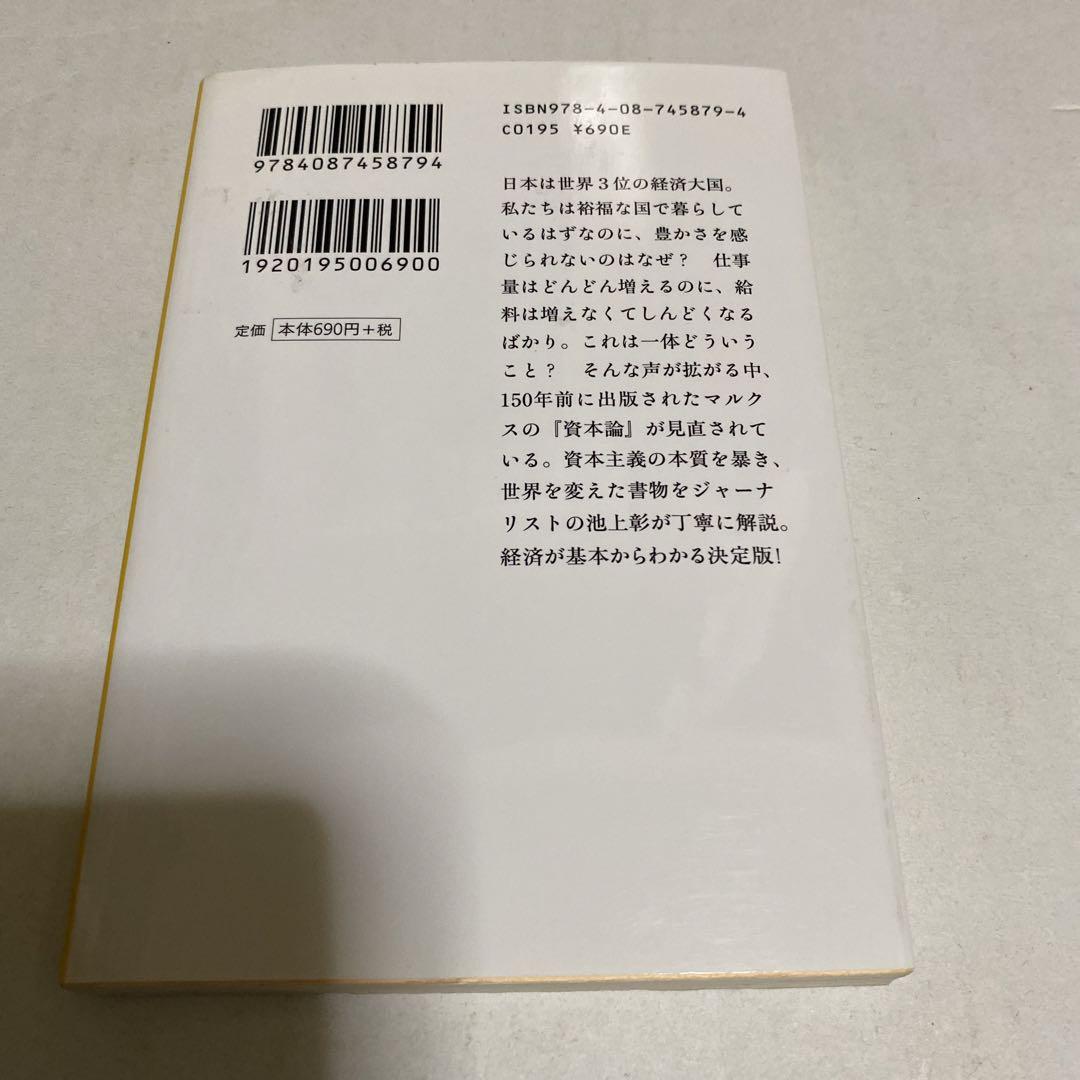 9784087458794
1920195006900
定価 本体690円+税
ISBN978-4-08-745879-4
C0195 ¥690E
日本は世界3位の経済大国。
私たちは裕福な国で暮らして
いるはずなのに、豊かさを感
じられないのはなぜ？　仕事
量はどんどん増えるのに、給
料は増えなくてしんどくなる
ばかり。これは一体どういう
こと？　そんな声が拡がる中、
150年前に出版されたマルク
スの『資本論』が見直されて
いる。資本主義の本質を暴き、
世界を変えた書物をジャーナ
リストの池上彰が丁寧に解説。
経済が基本からわかる決定版!